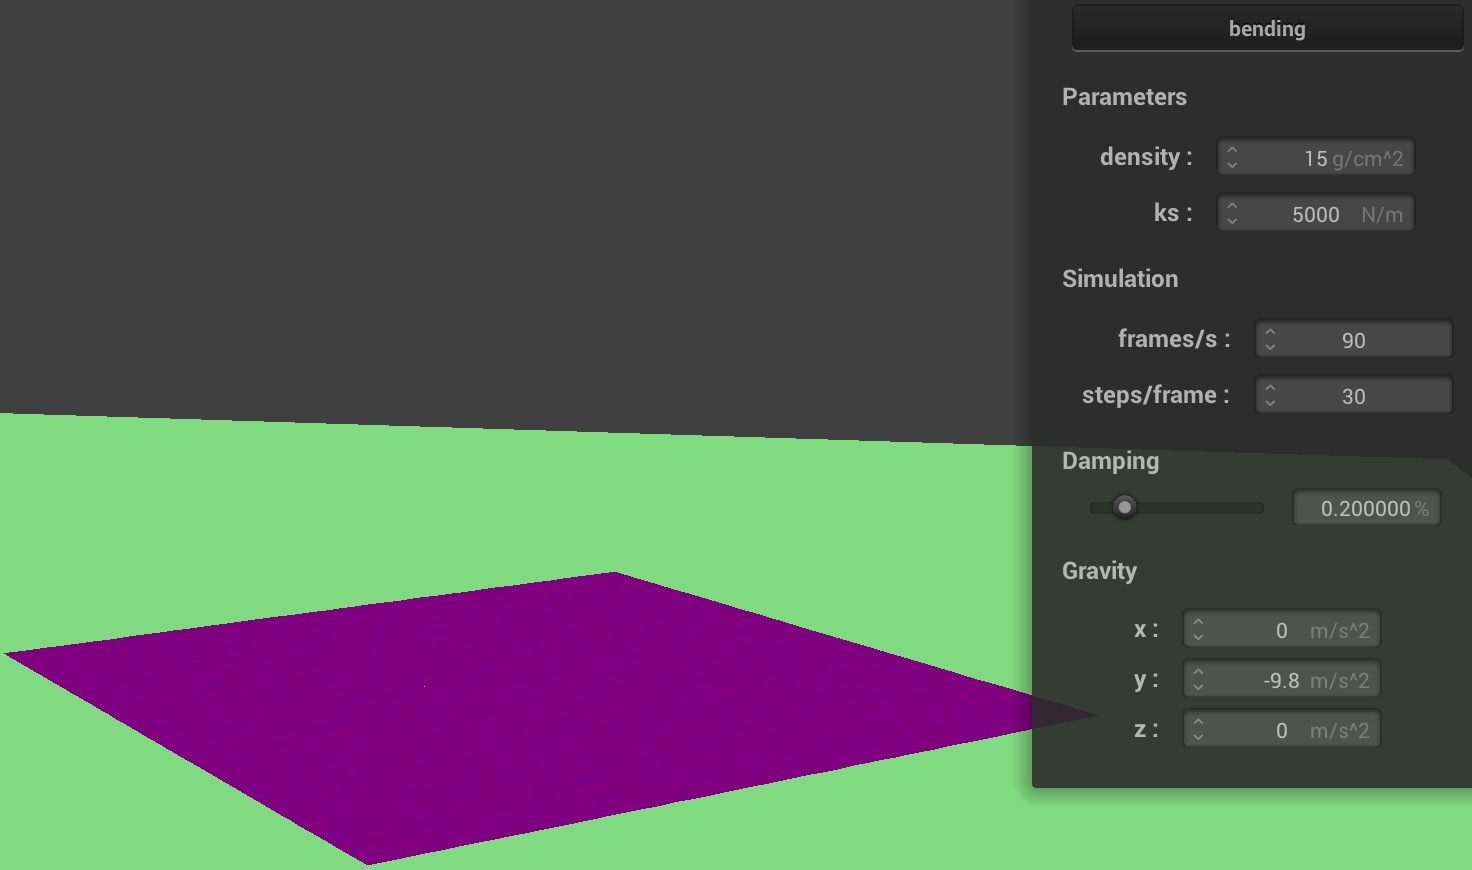 bending
Parameters
density : 15 g/cm^2
ks : 5000 N/m
Simulation
frames/s : 90
steps/frame : 30
Damping
0.200000 %
Gravity
x : 0 m/s^2
y : -9.8 m/s^2
z : 0 m/s^2